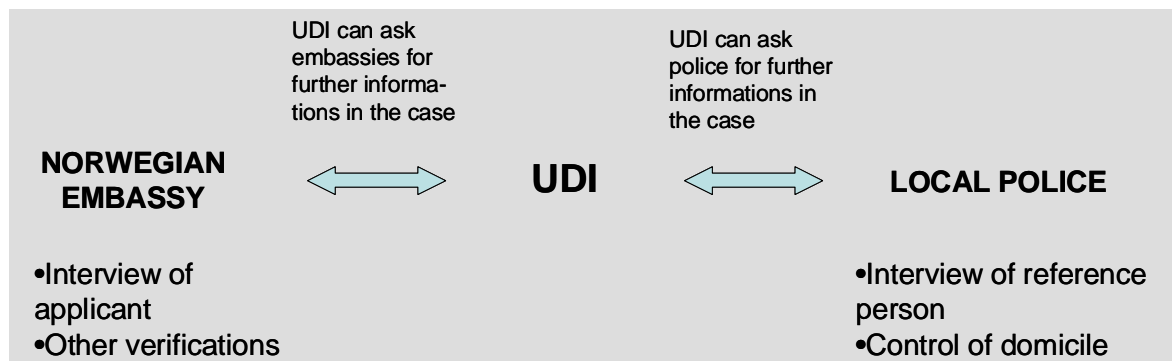 UDI can ask
embassies for
further informa-
tions in the case
UDI can ask
police for further
informations in
the case
NORWEGIAN
EMBASSY
UDI
LOCAL POLICE
•Interview of
applicant
•Other verifications
•Interview of reference
person
•Control of domicile